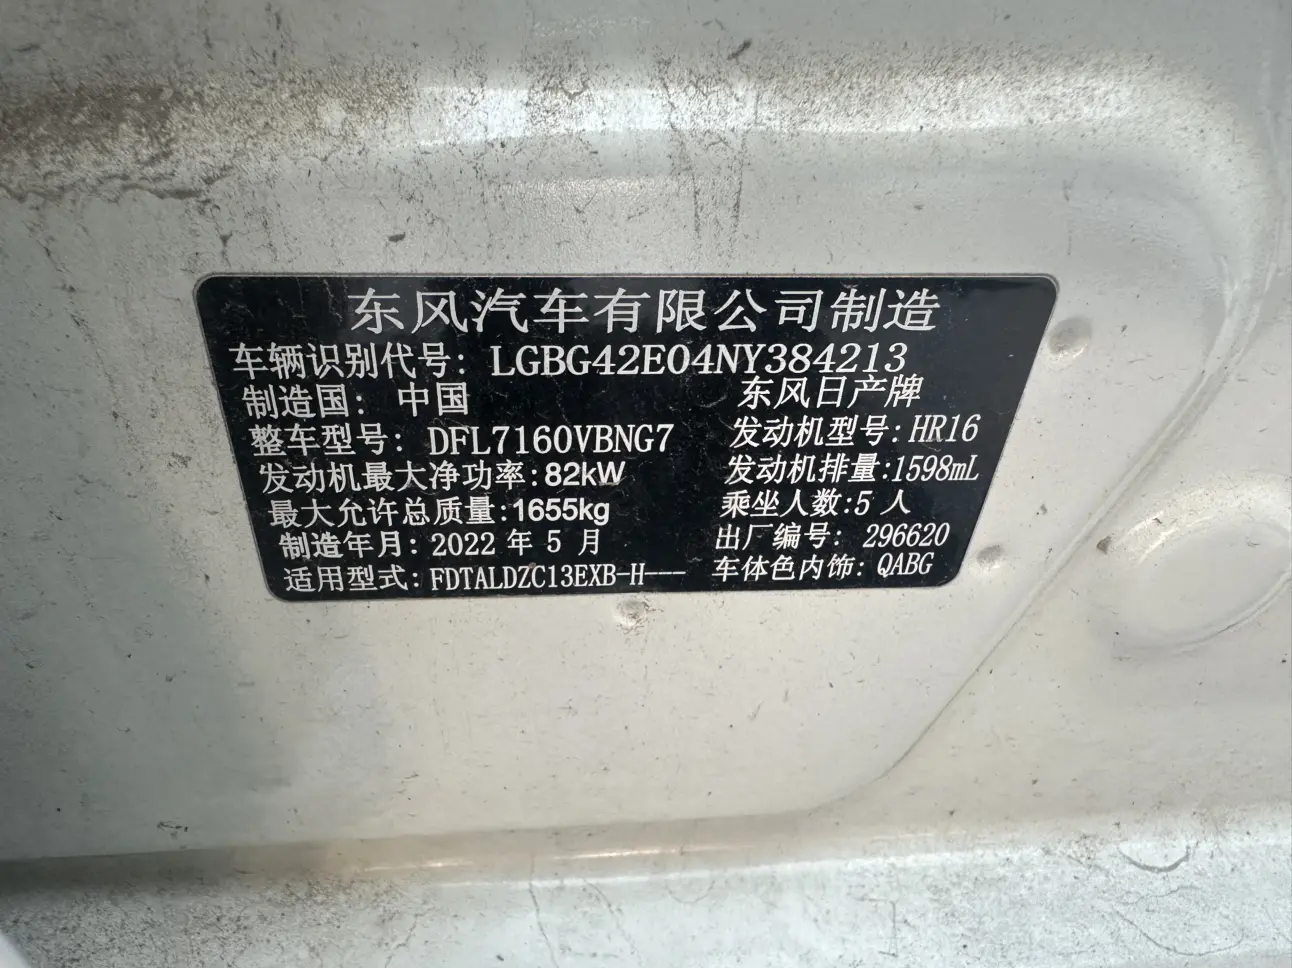 东风汽车有限公司制造
车辆识别代号: LGBG42E04NY384213
制造国: 中国 东风日产牌
整车型号: DFL7160VBNG7 发动机型号:HR16
发动机最大净功率:82kW 发动机排量:1598mL
最大允许总质量:1655kg 乘坐人数:5 人
制造年月: 2022 年 5 月 出厂编号: 296620
适用型式: FDTALDZC13EXB-H--- 车体色内饰: QABG